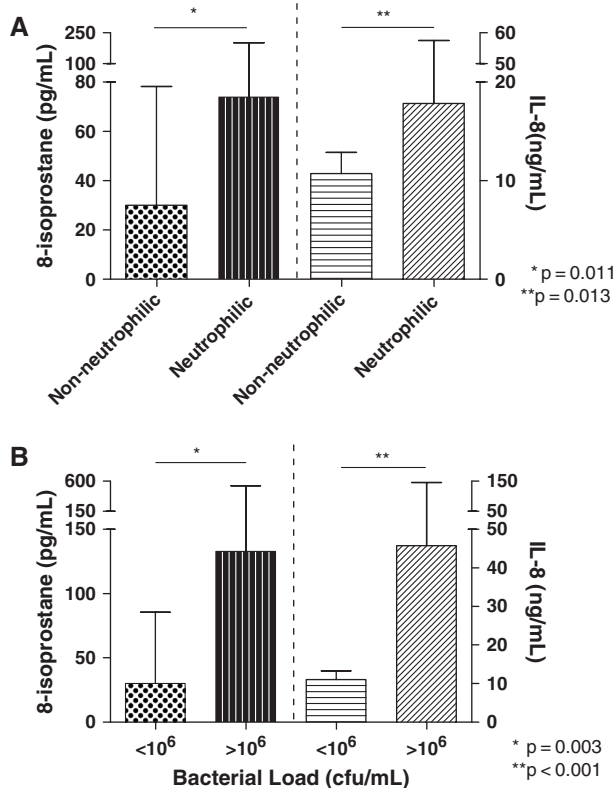 A
8-isoprostane (pg/mL)
250
100
80
60
40
20
0
*
**
60
50
20
10
0
IL-8(ng/mL)
Non-neutrophilic
Neutrophilic
Non-neutrophilic
Neutrophilic
* p = 0.011
**p = 0.013
B
8-isoprostane (pg/mL)
600
150
150
100
50
0
*
**
150
50
50
40
30
20
10
0
IL-8 (ng/mL)
<10⁶
>10⁶
<10⁶
>10⁶
Bacterial Load (cfu/mL)
* p = 0.003
**p < 0.001